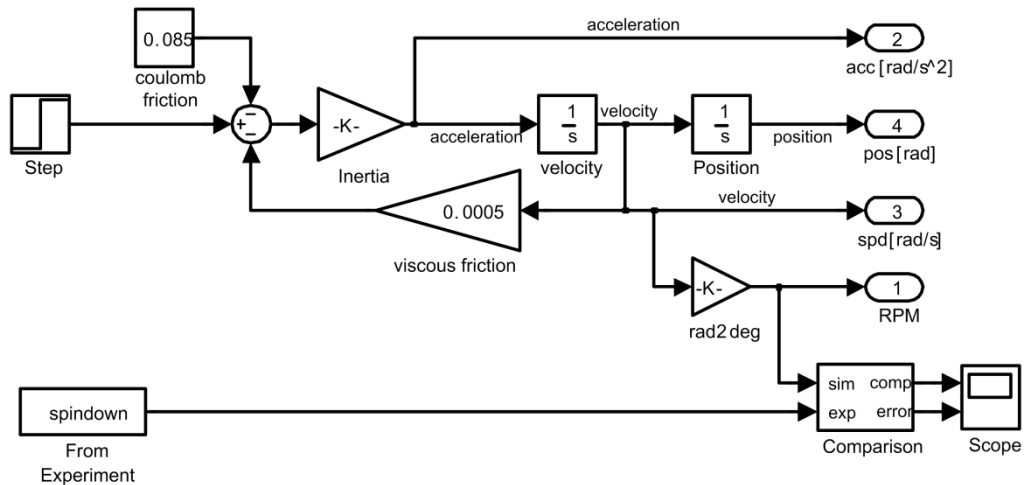 acceleration
2
acc[rad/s^2]
0.085
coulomb
friction
Step
+
−
−
-K-
Inertia
acceleration
1
s
velocity
velocity
1
s
Position
position
4
pos[rad]
0.0005
viscous friction
velocity
3
spd[rad/s]
-K-
rad2deg
1
RPM
spindown
From
Experiment
sim comp
exp error
Comparison
Scope